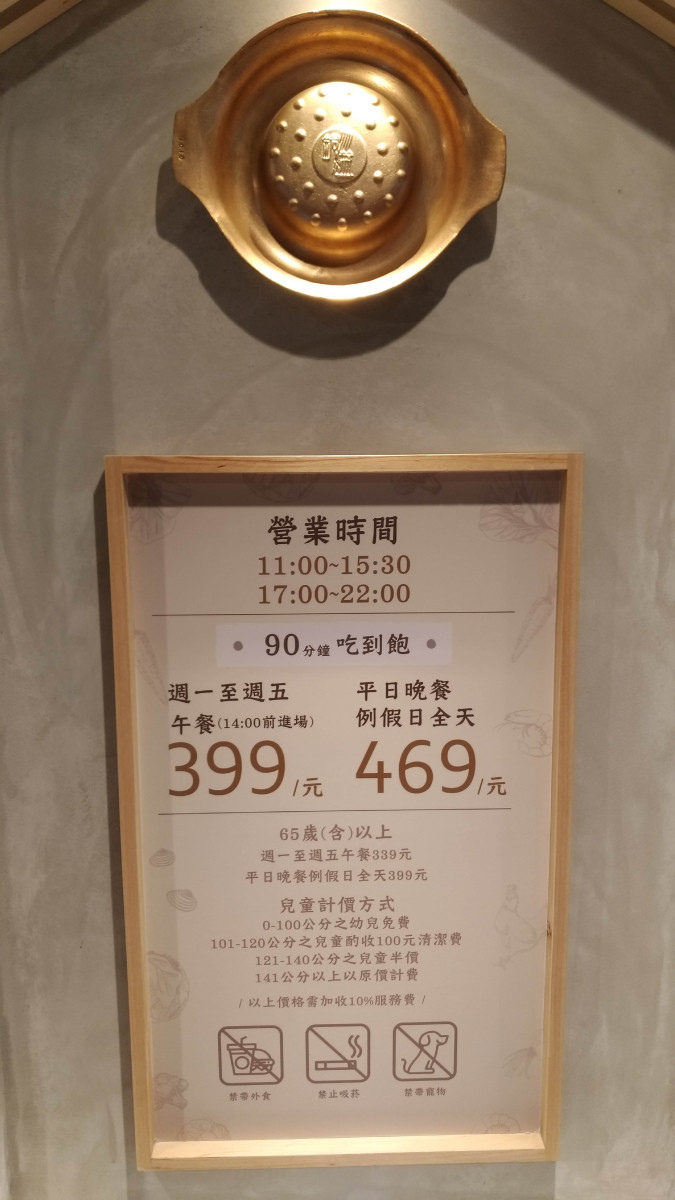 營業時間
11:00~15:30
17:00~22:00
90分鐘 吃到飽
週一至週五
午餐(14:00前進場)
399/元
平日晚餐
例假日全天
469/元
65歲(含)以上
週一至週五午餐339元
平日晚餐例假日全天399元
兒童計價方式
0-100公分之幼兒免費
101-120公分之兒童酌收100元清潔費
121-140公分之兒童半價
141公分以上以原價計費
/ 以上價格需加收10%服務費 /
禁帶外食
禁止吸菸
禁帶寵物